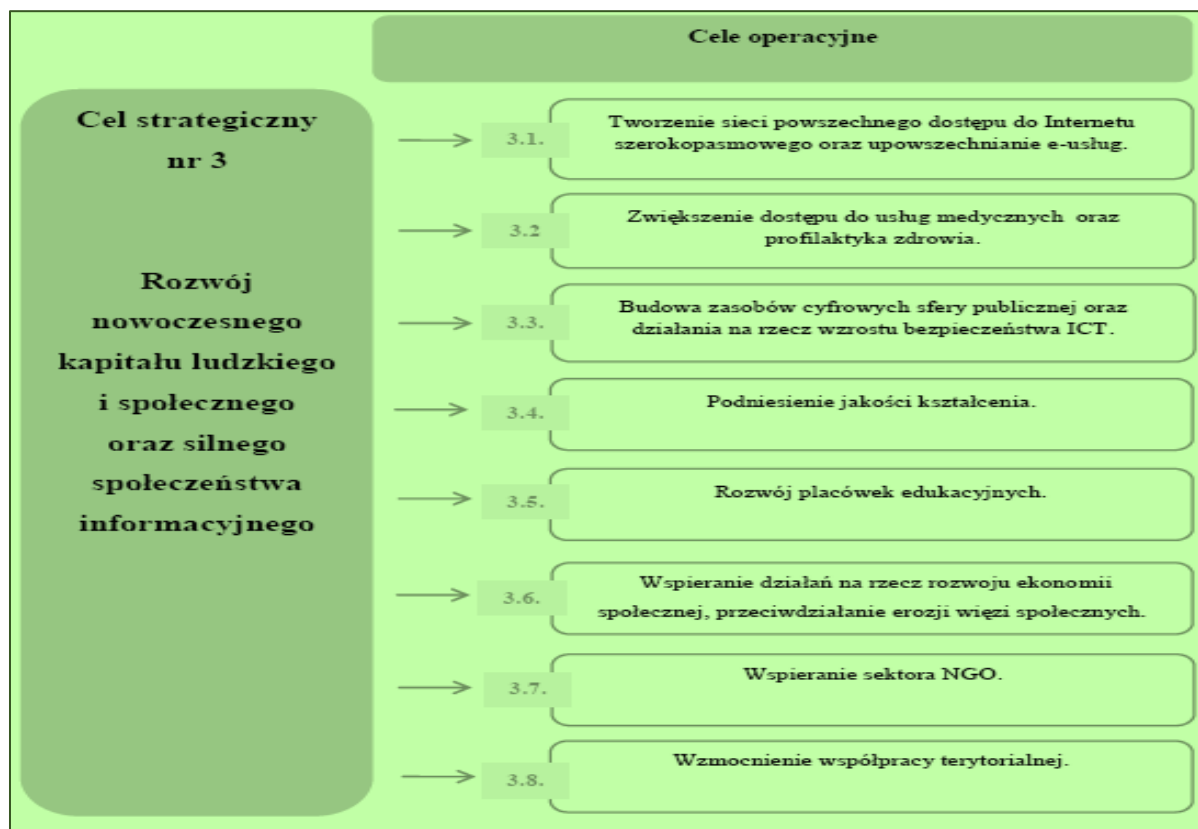 Cele operacyjne
Cel strategiczny
nr 3
Rozwój
nowoczesnego
kapitału ludzkiego
i społecznego
oraz silnego
społeczeństwa
informacyjnego
3.1.
Tworzenie sieci powszechnego dostępu do Internetu
szerokopasmowego oraz upowszechnianie e-usług.
3.2
Zwiększenie dostępu do usług medycznych oraz
profilaktyka zdrowia.
3.3.
Budowa zasobów cyfrowych sfery publicznej oraz
działania na rzecz wzrostu bezpieczeństwa ICT.
3.4.
Podniesienie jakości kształcenia.
3.5.
Rozwój placówek edukacyjnych.
3.6.
Wspieranie działań na rzecz rozwoju ekonomii
społecznej, przeciwdziałanie erozji więzi społecznych.
3.7.
Wspieranie sektora NGO.
3.8.
Wzmocnienie współpracy terytorialnej.